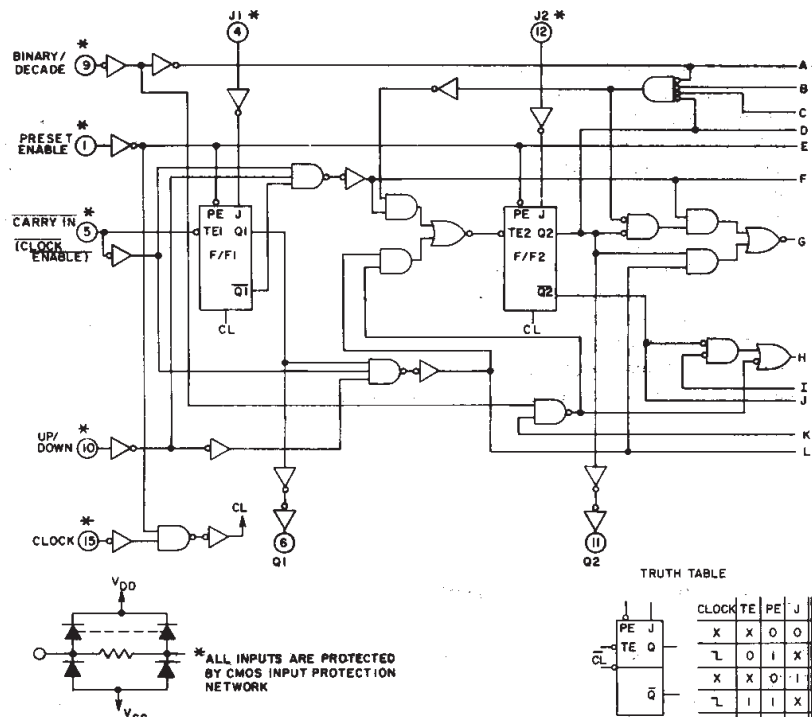 J1 *
4
J2 *
12
BINARY/
DECADE
*
9
A
B
C
D
PRESET
ENABLE
*
1
E
F
CARRY IN
(CLOCK
ENABLE)
*
5
PE J
TE1 Q1
F/F1
Q1
CL
PE J
TE2 Q2
F/F2
Q2
CL
G
H
I
J
K
L
UP/
DOWN
*
10
CLOCK
*
15
CL
6
Q1
11
Q2
VDD
* ALL INPUTS ARE PROTECTED
BY CMOS INPUT PROTECTION
NETWORK
TRUTH TABLE
PE J
TE Q
CL
Q
CLOCK TE PE J
X X 0 0
0 1 X
X X 0 1
1 1 X